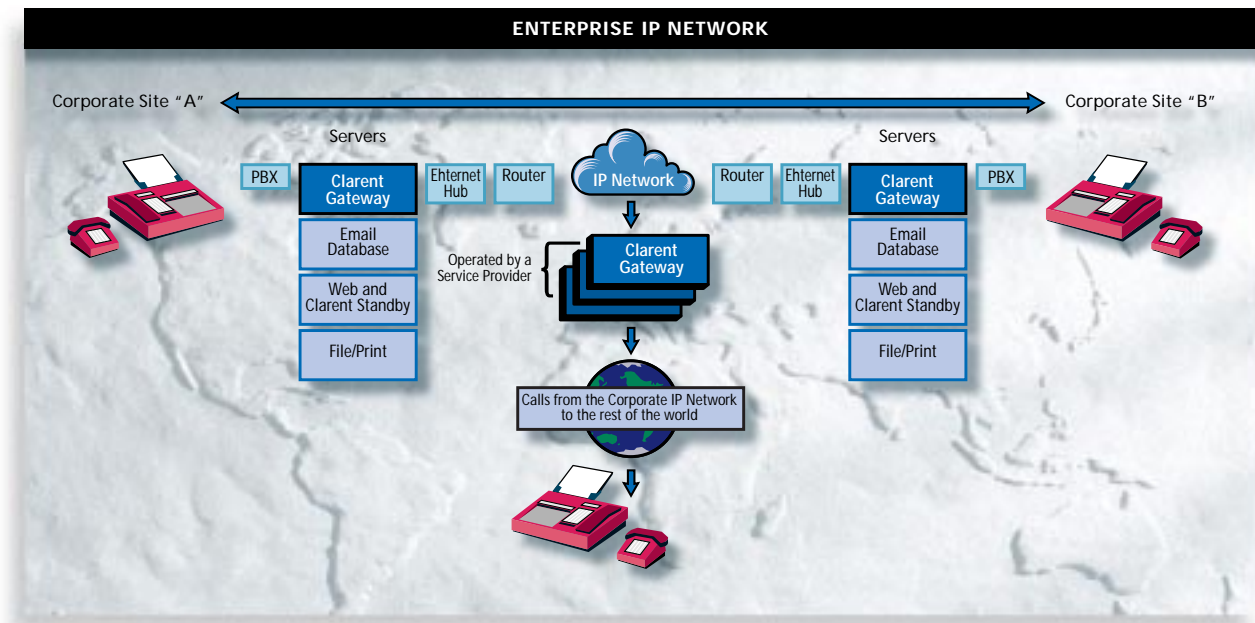 ENTERPRISE IP NETWORK
Corporate Site "A"
Corporate Site "B"
Servers
Servers
PBX
Clarent
Gateway
Ehternet
Hub
Router
IP Network
Router
Ehternet
Hub
Clarent
Gateway
PBX
Email
Database
Web and
Clarent Standby
File/Print
Operated by a
Service Provider
Clarent
Gateway
Email
Database
Web and
Clarent Standby
File/Print
Calls from the Corporate IP Network
to the rest of the world